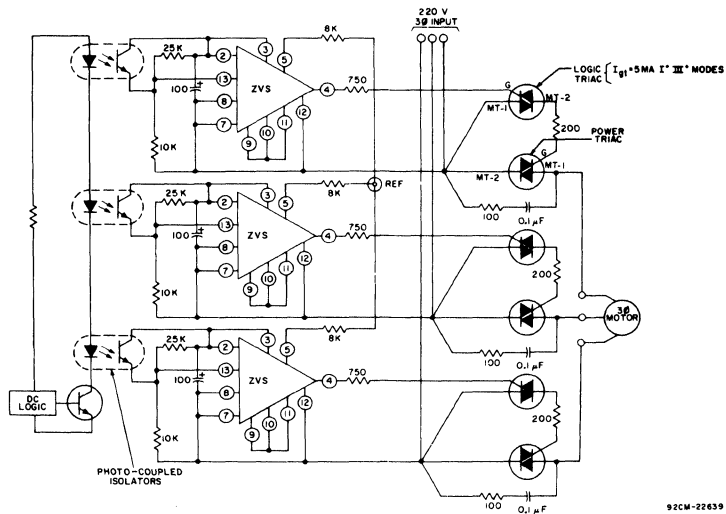 220 V
3Ø INPUT
8K
25K
2
3
5
13
100
+
ZVS
4
750
8
7
9
10
11
12
10K
G
LOGIC TRIAC { Ig1 = 5MA I+ III+ MODES
MT-1
MT-2
200
G
POWER TRIAC
MT-1
MT-2
100
0.1 µF
REF
8K
25K
2
3
5
13
100
+
ZVS
4
750
8
7
9
10
11
12
10K
200
100
0.1 µF
3Ø MOTOR
8K
25K
2
3
5
13
100
+
ZVS
4
750
8
7
9
10
11
12
10K
200
100
0.1 µF
DC LOGIC
PHOTO-COUPLED
ISOLATORS
92CM-22639